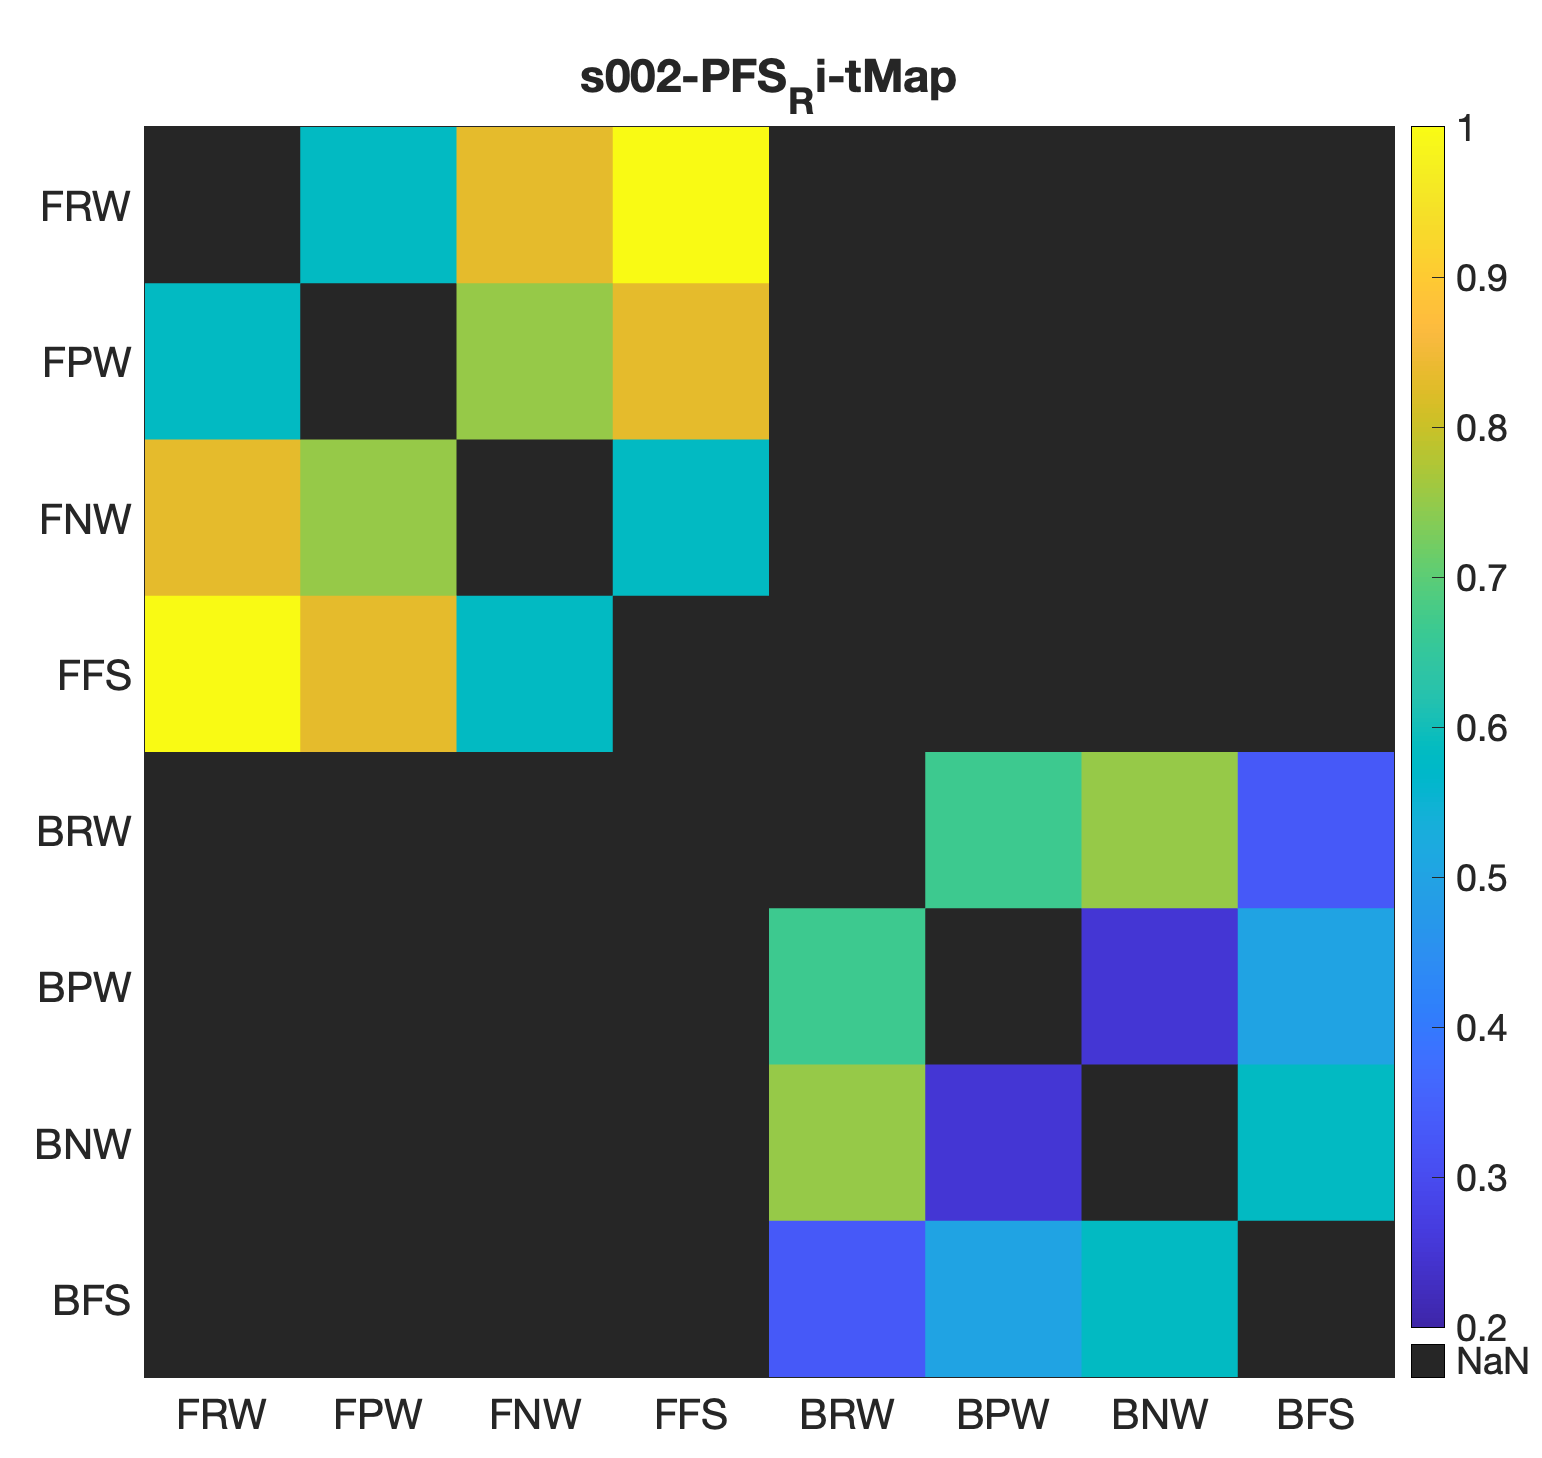 s002-PFS_Ri-tMap
FRW
FPW
FNW
FFS
BRW
BPW
BNW
BFS
FRW FPW FNW FFS BRW BPW BNW BFS
1
0.9
0.8
0.7
0.6
0.5
0.4
0.3
0.2
NaN